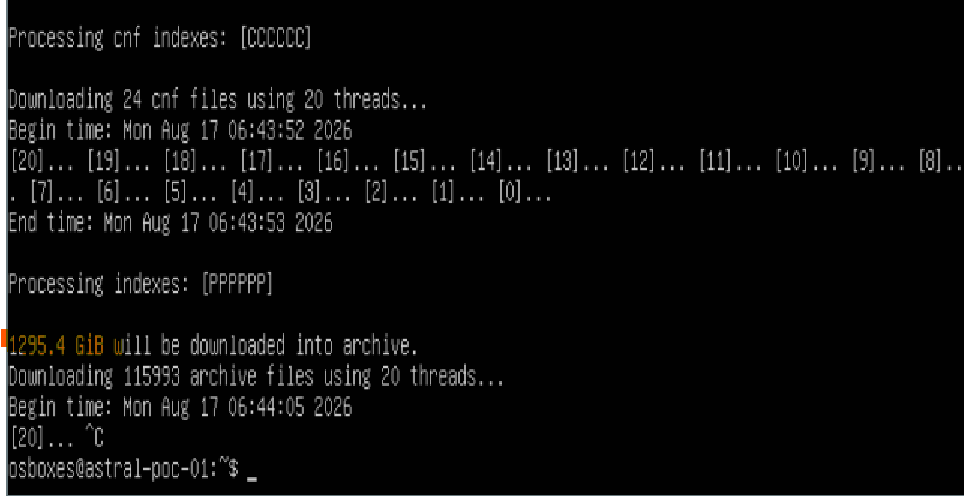 Processing cnf indexes: [CCCCCC]
Downloading 24 cnf files using 20 threads...
Begin time: Mon Aug 17 06:43:52 2026
[20]... [19]... [18]... [17]... [16]... [15]... [14]... [13]... [12]... [11]... [10]... [9]... [8]..
. [7]... [6]... [5]... [4]... [3]... [2]... [1]... [0]...
End time: Mon Aug 17 06:43:53 2026
Processing indexes: [PPPPPP]
1295.4 GiB will be downloaded into archive.
Downloading 115993 archive files using 20 threads...
Begin time: Mon Aug 17 06:44:05 2026
[20]... ^C
osboxes@astral-poc-01:~$ _